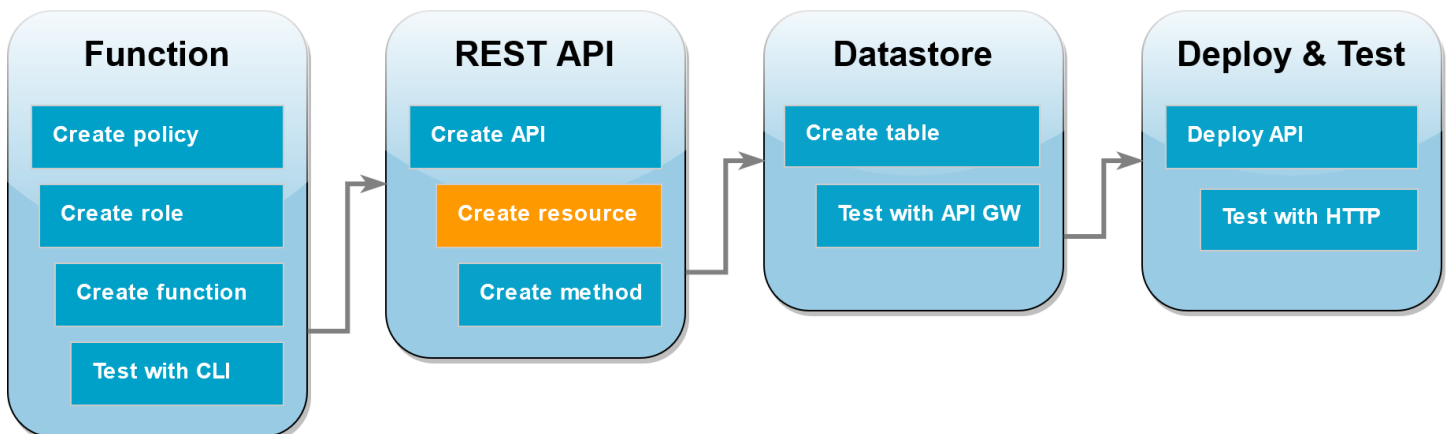 Function
Create policy
Create role
Create function
Test with CLI
REST API
Create API
Create resource
Create method
Datastore
Create table
Test with API GW
Deploy & Test
Deploy API
Test with HTTP